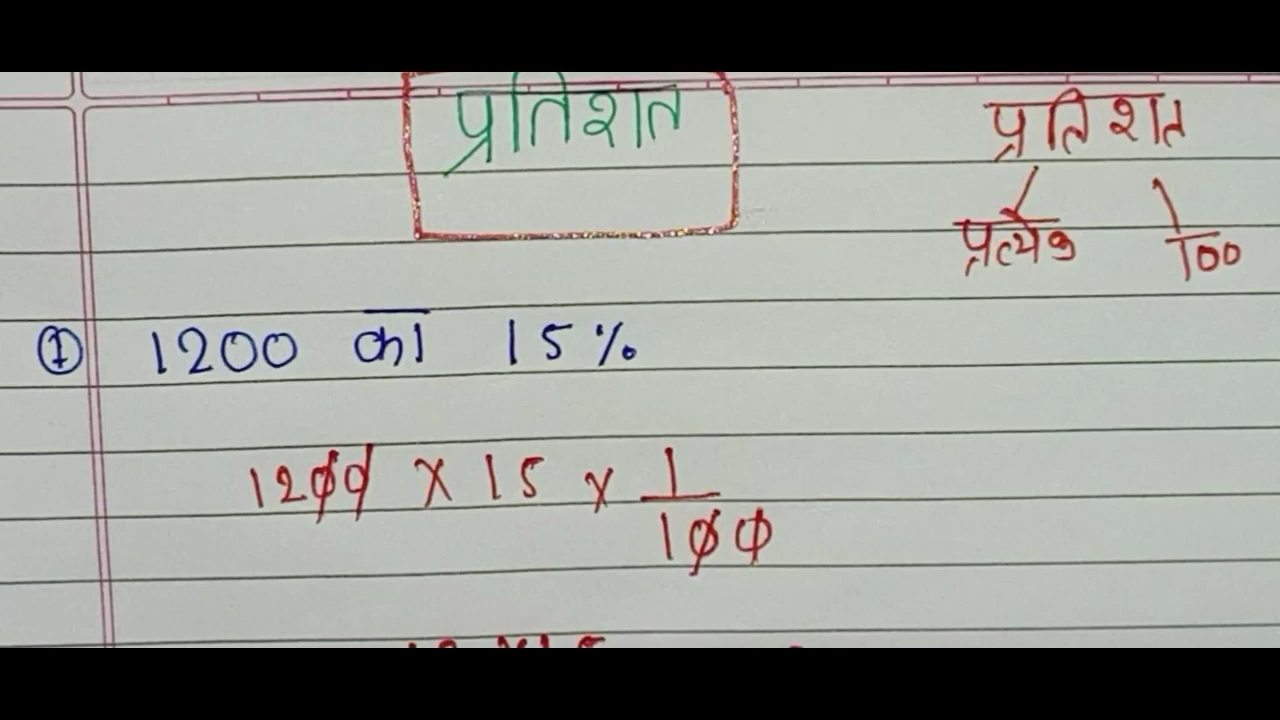 प्रतिशत
प्रतिशत
प्रत्येक 100
① 1200 का 15%
1200 x 15 x 1/100